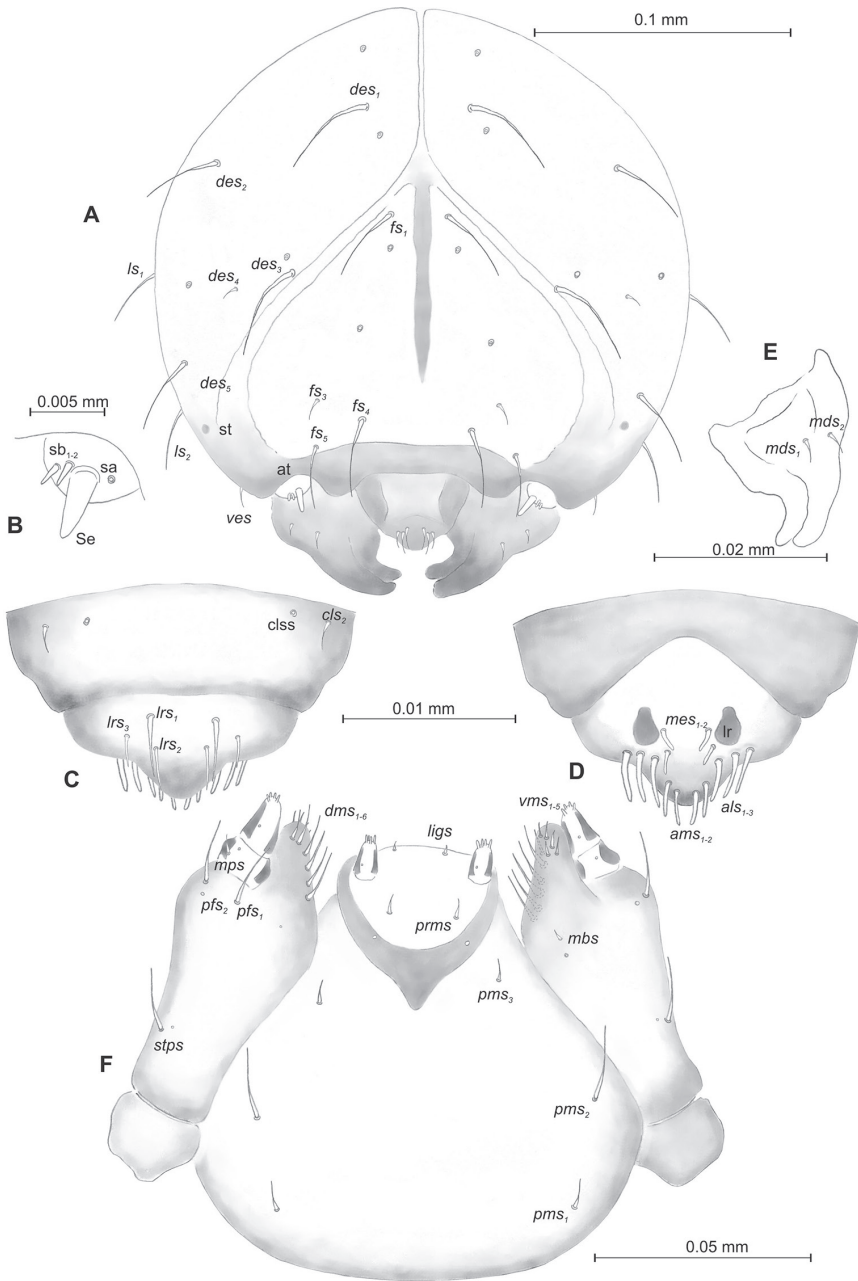 0.1 mm
des1
des2
A
fs1
ls1
des4
des3
E
mds1
mds2
0.005 mm
des5
fs3
fs4
fs5
st
sb1-2
sa
ls2
at
B
Se
ves
0.02 mm
clss
cls2
lrs3
lrs1
lrs2
0.01 mm
mes1-2
lr
C
D
als1-3
ams1-2
dms1-6
ligs
vms1-5
mps
pfs2
pfs1
prms
mbs
pms3
stps
F
pms2
pms1
0.05 mm